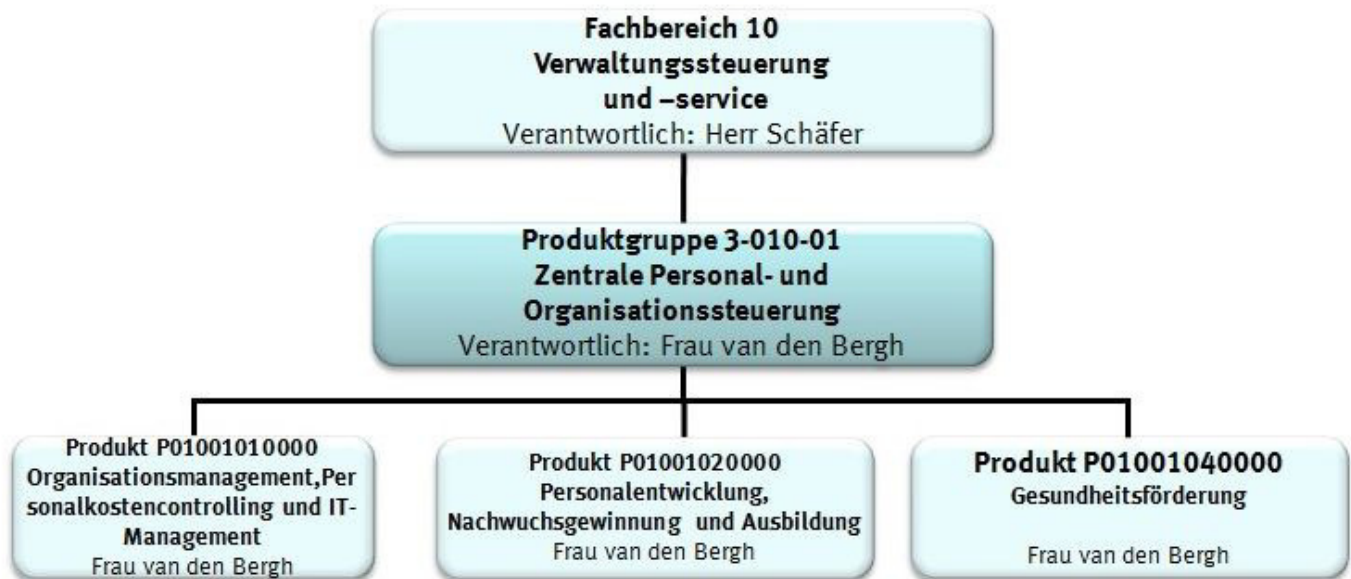 Fachbereich 10
Verwaltungssteuerung
und –service
Verantwortlich: Herr Schäfer
Produktgruppe 3-010-01
Zentrale Personal- und
Organisationssteuerung
Verantwortlich: Frau van den Bergh
Produkt P01001010000
Organisationsmanagement,Per
sonalkostencontrolling und IT-
Management
Frau van den Bergh
Produkt P01001020000
Personalentwicklung,
Nachwuchsgewinnung und Ausbildung
Frau van den Bergh
Produkt P01001040000
Gesundheitsförderung
Frau van den Bergh